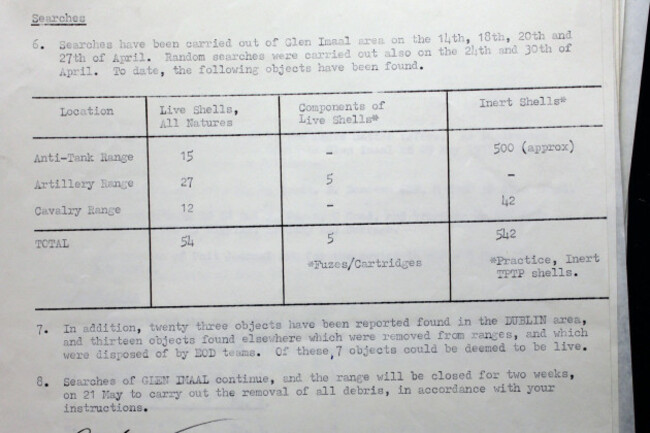 Searches
6. Searches have been carried out of Glen Imaal area on the 14th, 18th, 20th and
27th of April. Random searches were carried out also on the 24th and 30th of
April. To date, the following objects have been found.
Location Live Shells, Components of Inert Shells*
All Natures Live Shells*
Anti-Tank Range 15 - 500 (approx)
Artillery Range 27 5 -
Cavalry Range 12 - 42
TOTAL 54 5 542
*Fuzes/Cartridges *Practice, Inert
TPTP shells.
7. In addition, twenty three objects have been reported found in the DUBLIN area,
and thirteen objects found elsewhere which were removed from ranges, and which
were disposed of by EOD teams. Of these,7 objects could be deemed to be live.
8. Searches of GLEN IMAAL continue, and the range will be closed for two weeks,
on 21 May to carry out the removal of all debris, in accordance with your
instructions.